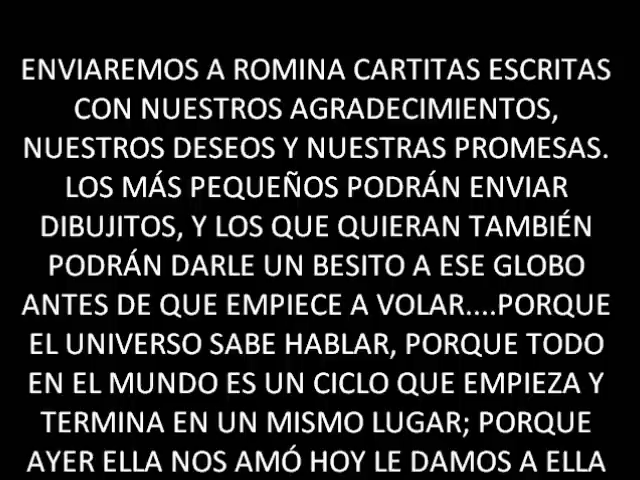 ENVIAREMOS A ROMINA CARTITAS ESCRITAS
CON NUESTROS AGRADECIMIENTOS,
NUESTROS DESEOS Y NUESTRAS PROMESAS.
LOS MÁS PEQUEÑOS PODRÁN ENVIAR
DIBUJITOS, Y LOS QUE QUIERAN TAMBIÉN
PODRÁN DARLE UN BESITO A ESE GLOBO
ANTES DE QUE EMPIECE A VOLAR....PORQUE
EL UNIVERSO SABE HABLAR, PORQUE TODO
EN EL MUNDO ES UN CICLO QUE EMPIEZA Y
TERMINA EN UN MISMO LUGAR; PORQUE
AYER ELLA NOS AMÓ HOY LE DAMOS A ELLA